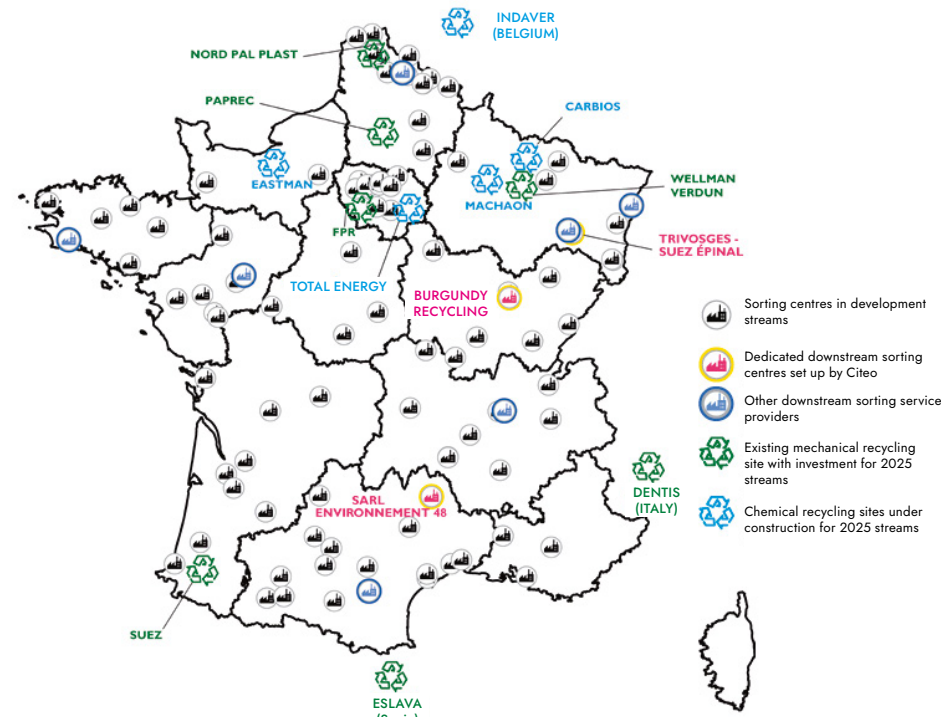 INDAVER
(BELGIUM)
NORD PAL PLAST
PAPREC
CARBIOS
EASTMAN
MACHAON
WELLMAN
VERDUN
FPR
TRIVOSGES -
SUEZ ÉPINAL
TOTAL ENERGY
BURGUNDY
RECYCLING
Sorting centres in development
streams
Dedicated downstream sorting
centres set up by Citeo
Other downstream sorting service
providers
Existing mechanical recycling
site with investment for 2025
streams
Chemical recycling sites under
construction for 2025 streams
DENTIS
(ITALY)
SARL
ENVIRONNEMENT 48
SUEZ
ESLAVA